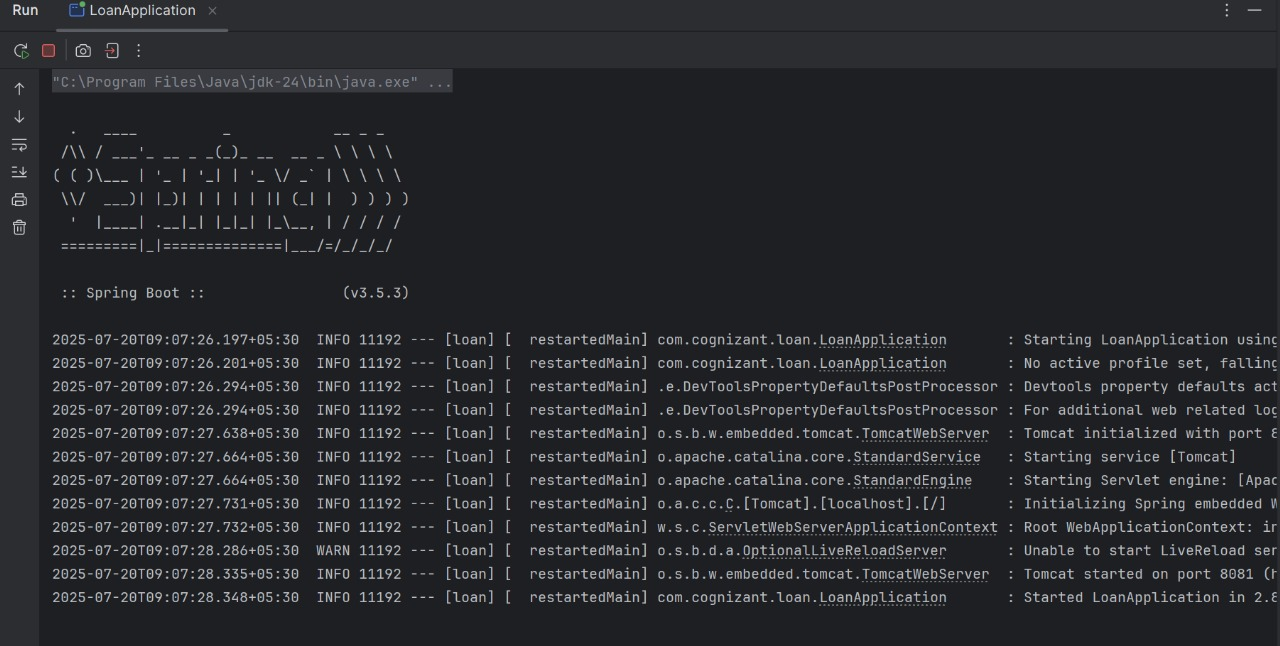 Run LoanApplication
"C:\Program Files\Java\jdk-24\bin\java.exe" ...
  .   ____          _            __ _ _
 /\\ / ___'_ __ _ _(_)_ __  __ _ \ \ \ \
( ( )\___ | '_ | '_| | '_ \/ _` | \ \ \ \
 \\/  ___)| |_)| | | | | || (_| |  ) ) ) )
  '  |____| .__|_| |_|_| |_\__, | / / / /
 =========|_|==============|___/=/_/_/_/
 :: Spring Boot ::                (v3.5.3)
2025-07-20T09:07:26.197+05:30  INFO 11192 --- [loan] [  restartedMain] com.cognizant.loan.LoanApplication       : Starting LoanApplication using
2025-07-20T09:07:26.201+05:30  INFO 11192 --- [loan] [  restartedMain] com.cognizant.loan.LoanApplication       : No active profile set, falling
2025-07-20T09:07:26.294+05:30  INFO 11192 --- [loan] [  restartedMain] .e.DevToolsPropertyDefaultsPostProcessor : Devtools property defaults act
2025-07-20T09:07:26.294+05:30  INFO 11192 --- [loan] [  restartedMain] .e.DevToolsPropertyDefaultsPostProcessor : For additional web related log
2025-07-20T09:07:27.638+05:30  INFO 11192 --- [loan] [  restartedMain] o.s.b.w.embedded.tomcat.TomcatWebServer  : Tomcat initialized with port 8
2025-07-20T09:07:27.664+05:30  INFO 11192 --- [loan] [  restartedMain] o.apache.catalina.core.StandardService   : Starting service [Tomcat]
2025-07-20T09:07:27.664+05:30  INFO 11192 --- [loan] [  restartedMain] o.apache.catalina.core.StandardEngine    : Starting Servlet engine: [Apac
2025-07-20T09:07:27.731+05:30  INFO 11192 --- [loan] [  restartedMain] o.a.c.c.C.[Tomcat].[localhost].[/]       : Initializing Spring embedded W
2025-07-20T09:07:27.732+05:30  INFO 11192 --- [loan] [  restartedMain] w.s.c.ServletWebServerApplicationContext : Root WebApplicationContext: in
2025-07-20T09:07:28.286+05:30  WARN 11192 --- [loan] [  restartedMain] o.s.b.d.a.OptionalLiveReloadServer       : Unable to start LiveReload ser
2025-07-20T09:07:28.335+05:30  INFO 11192 --- [loan] [  restartedMain] o.s.b.w.embedded.tomcat.TomcatWebServer  : Tomcat started on port 8081 (h
2025-07-20T09:07:28.348+05:30  INFO 11192 --- [loan] [  restartedMain] com.cognizant.loan.LoanApplication       : Started LoanApplication in 2.8